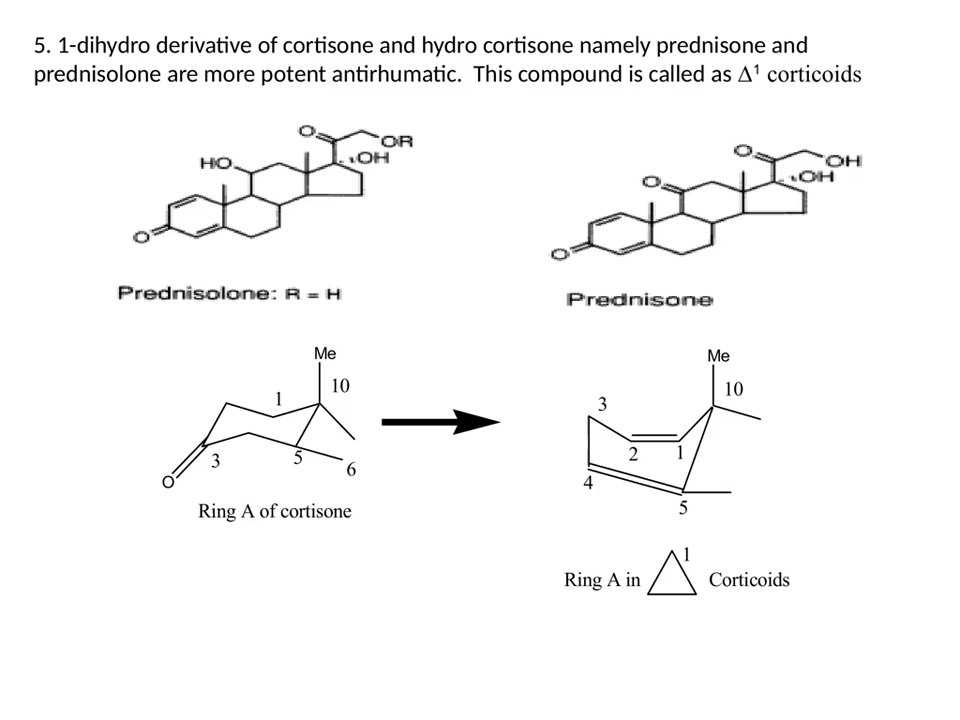 5. 1-dihydro derivative of cortisone and hydro cortisone namely prednisone and
prednisolone are more potent antirhumatic. This compound is called as Δ¹ corticoids
O
OR
HO
OH
O
Prednisolone: R = H
O
OH
O
OH
O
Prednisone
Me
10
1
3
5
6
O
Ring A of cortisone
Me
10
3
2
1
4
5
Ring A in △¹ Corticoids